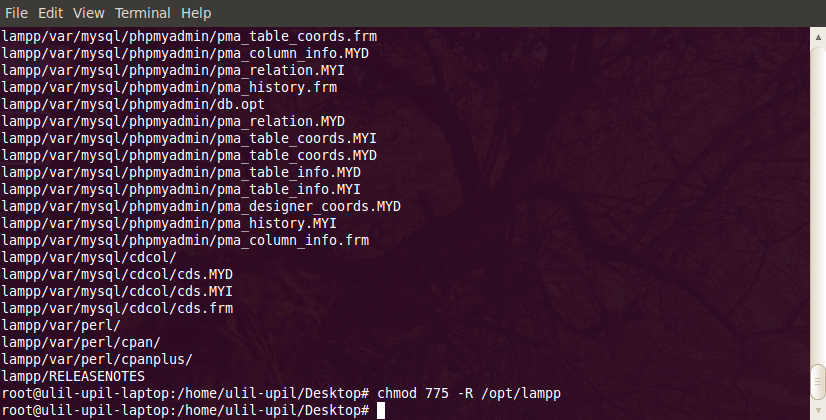 File Edit View Terminal Help
lampp/var/mysql/phpmyadmin/pma_table_coords.frm
lampp/var/mysql/phpmyadmin/pma_column_info.MYD
lampp/var/mysql/phpmyadmin/pma_relation.MYI
lampp/var/mysql/phpmyadmin/pma_history.frm
lampp/var/mysql/phpmyadmin/db.opt
lampp/var/mysql/phpmyadmin/pma_relation.MYD
lampp/var/mysql/phpmyadmin/pma_table_coords.MYI
lampp/var/mysql/phpmyadmin/pma_table_coords.MYD
lampp/var/mysql/phpmyadmin/pma_table_info.MYD
lampp/var/mysql/phpmyadmin/pma_table_info.MYI
lampp/var/mysql/phpmyadmin/pma_designer_coords.MYD
lampp/var/mysql/phpmyadmin/pma_history.MYI
lampp/var/mysql/phpmyadmin/pma_column_info.frm
lampp/var/mysql/cdcol/
lampp/var/mysql/cdcol/cds.MYD
lampp/var/mysql/cdcol/cds.MYI
lampp/var/mysql/cdcol/cds.frm
lampp/var/perl/
lampp/var/perl/cpan/
lampp/var/perl/cpanplus/
lampp/RELEASENOTES
root@ulil-upil-laptop:/home/ulil-upil/Desktop# chmod 775 -R /opt/lampp
root@ulil-upil-laptop:/home/ulil-upil/Desktop#